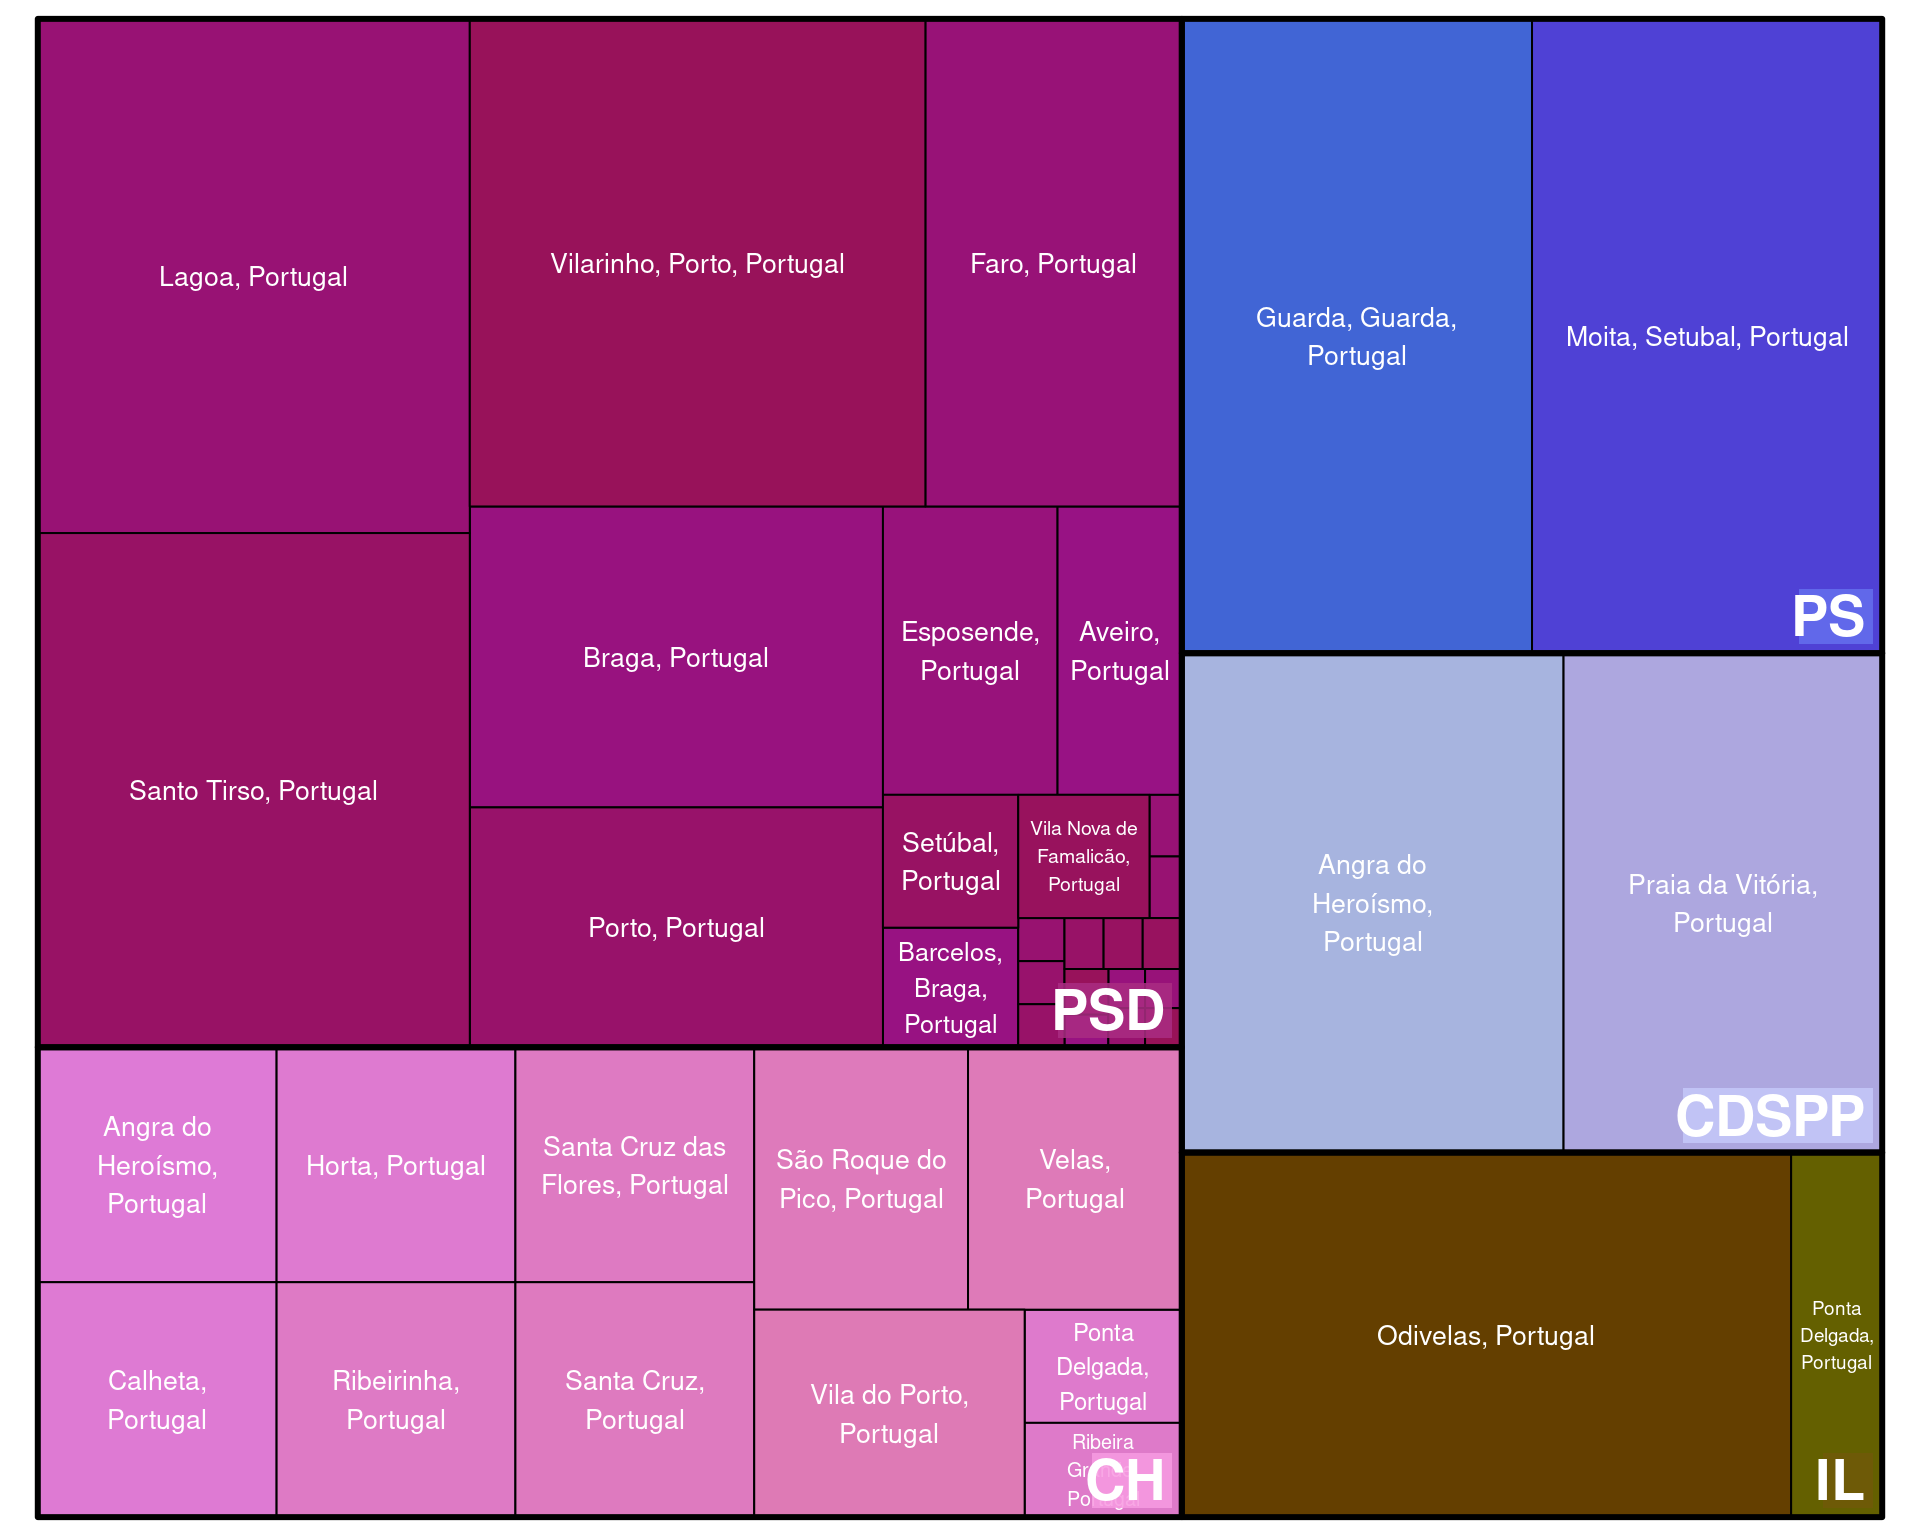 Lagoa, Portugal
Vilarinho, Porto, Portugal
Faro, Portugal
Santo Tirso, Portugal
Braga, Portugal
Esposende,
Portugal
Aveiro,
Portugal
Porto, Portugal
Setúbal,
Portugal
Vila Nova de
Famalicão,
Portugal
Barcelos,
Braga,
Portugal
PSD
Guarda, Guarda,
Portugal
Moita, Setubal, Portugal
PS
Angra do
Heroísmo,
Portugal
Praia da Vitória,
Portugal
CDSPP
Angra do
Heroísmo,
Portugal
Horta, Portugal
Santa Cruz das
Flores, Portugal
São Roque do
Pico, Portugal
Velas,
Portugal
Calheta,
Portugal
Ribeirinha,
Portugal
Santa Cruz,
Portugal
Vila do Porto,
Portugal
Ponta
Delgada,
Portugal
Ribeira
Grande,
Portugal
CH
Odivelas, Portugal
Ponta
Delgada,
Portugal
IL